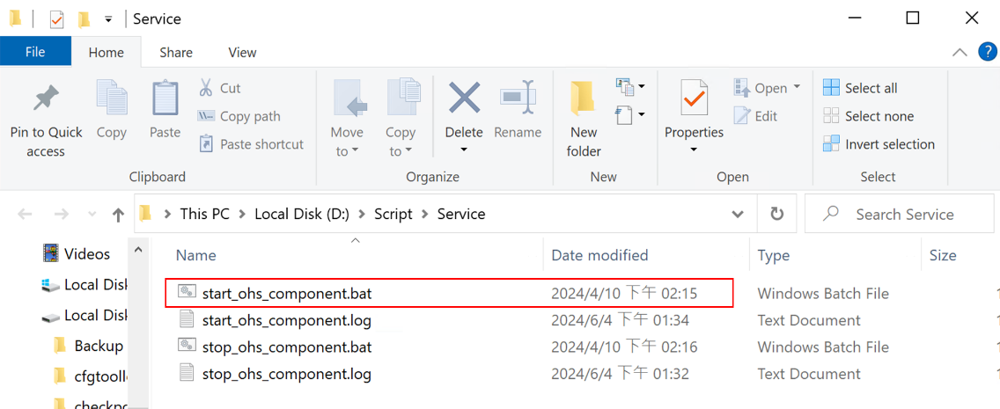 Service
File Home Share View
Pin to Quick access
Copy
Paste
Cut
Copy path
Paste shortcut
Clipboard
Move to
Copy to
Delete
Rename
Organize
New folder
New
Properties
Open
Edit
Open
Select all
Select none
Invert selection
Select
This PC > Local Disk (D:) > Script > Service
Search Service
Name Date modified Type Size
Videos
Local Disk
Local Disk
Backup
cfgtoollo
checkpo
start_ohs_component.bat 2024/4/10 下午 02:15 Windows Batch File
start_ohs_component.log 2024/6/4 下午 01:34 Text Document
stop_ohs_component.bat 2024/4/10 下午 02:16 Windows Batch File
stop_ohs_component.log 2024/6/4 下午 01:32 Text Document